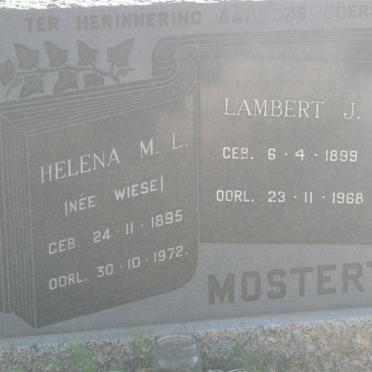 TER HERINNERING AAN ONS OUER
HELENA M. L.
(NÉE WIESE)
GEB. 24 · 11 · 1895
OORL. 30 · 10 · 1972.
LAMBERT J.
GEB. 6 · 4 · 1899
OORL. 23 · 11 · 1968
MOSTERT